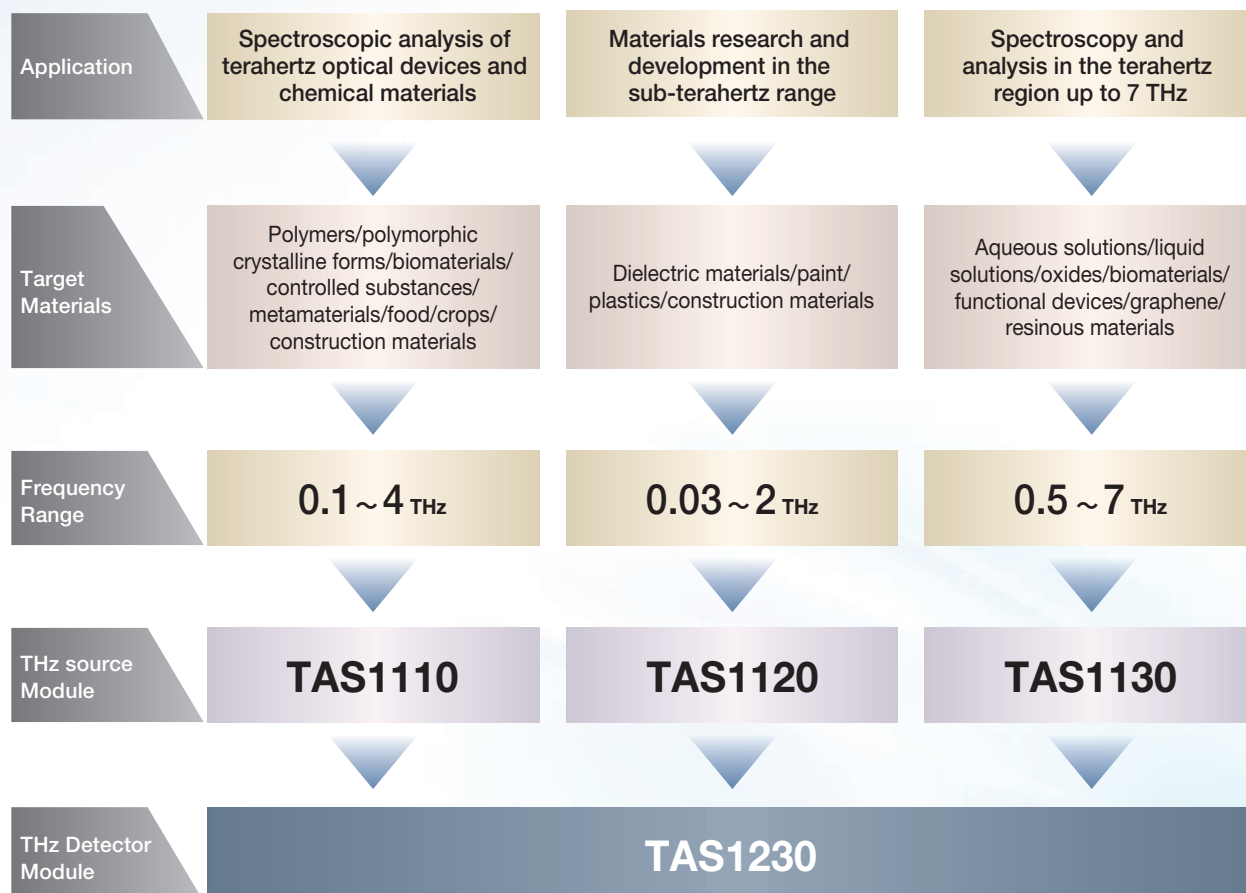 Application
Spectroscopic analysis of
terahertz optical devices and
chemical materials
Materials research and
development in the
sub-terahertz range
Spectroscopy and
analysis in the terahertz
region up to 7 THz
Target
Materials
Polymers/polymorphic
crystalline forms/biomaterials/
controlled substances/
metamaterials/food/crops/
construction materials
Dielectric materials/paint/
plastics/construction materials
Aqueous solutions/liquid
solutions/oxides/biomaterials/
functional devices/graphene/
resinous materials
Frequency
Range
0.1 ~ 4 THz
0.03 ~ 2 THz
0.5 ~ 7 THz
THz source
Module
TAS1110
TAS1120
TAS1130
THz Detector
Module
TAS1230